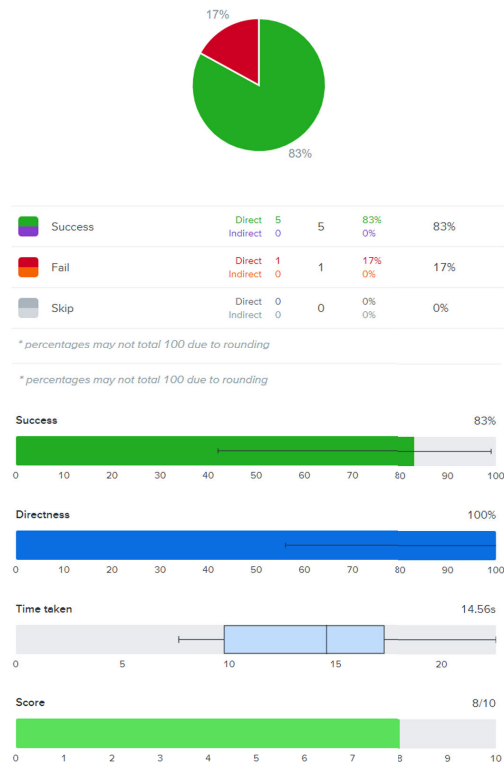 17%
83%
Success Direct 5 5 83% 83%
Indirect 0 0%
Fail Direct 1 1 17% 17%
Indirect 0 0%
Skip Direct 0 0 0% 0%
Indirect 0 0%
* percentages may not total 100 due to rounding
* percentages may not total 100 due to rounding
Success 83%
0 10 20 30 40 50 60 70 80 90 100
Directness 100%
0 10 20 30 40 50 60 70 80 90 100
Time taken 14.56s
0 5 10 15 20
Score 8/10
0 1 2 3 4 5 6 7 8 9 10